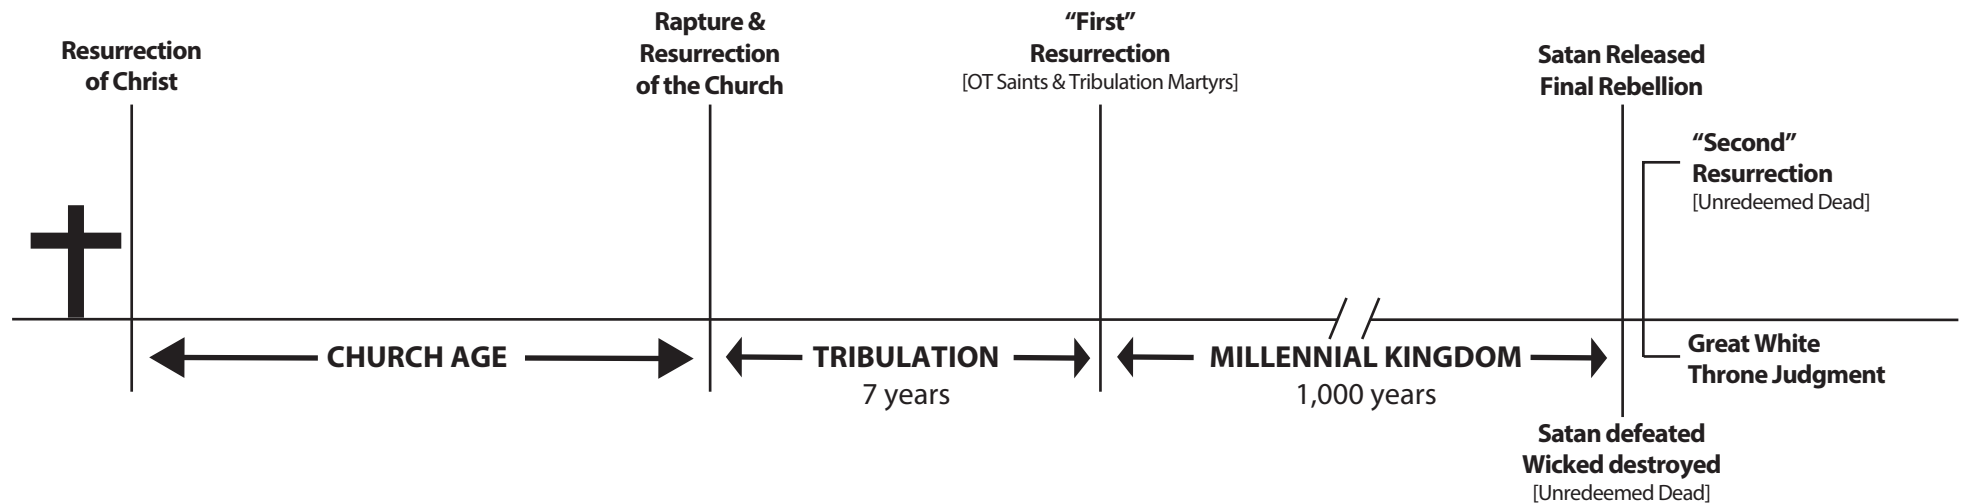 Resurrection
of Christ
Rapture &
Resurrection
of the Church
“First”
Resurrection
[OT Saints & Tribulation Martyrs]
Satan Released
Final Rebellion
“Second”
Resurrection
[Unredeemed Dead]
CHURCH AGE
TRIBULATION
7 years
MILLENNIAL KINGDOM
1,000 years
Great White
Throne Judgment
Satan defeated
Wicked destroyed
[Unredeemed Dead]